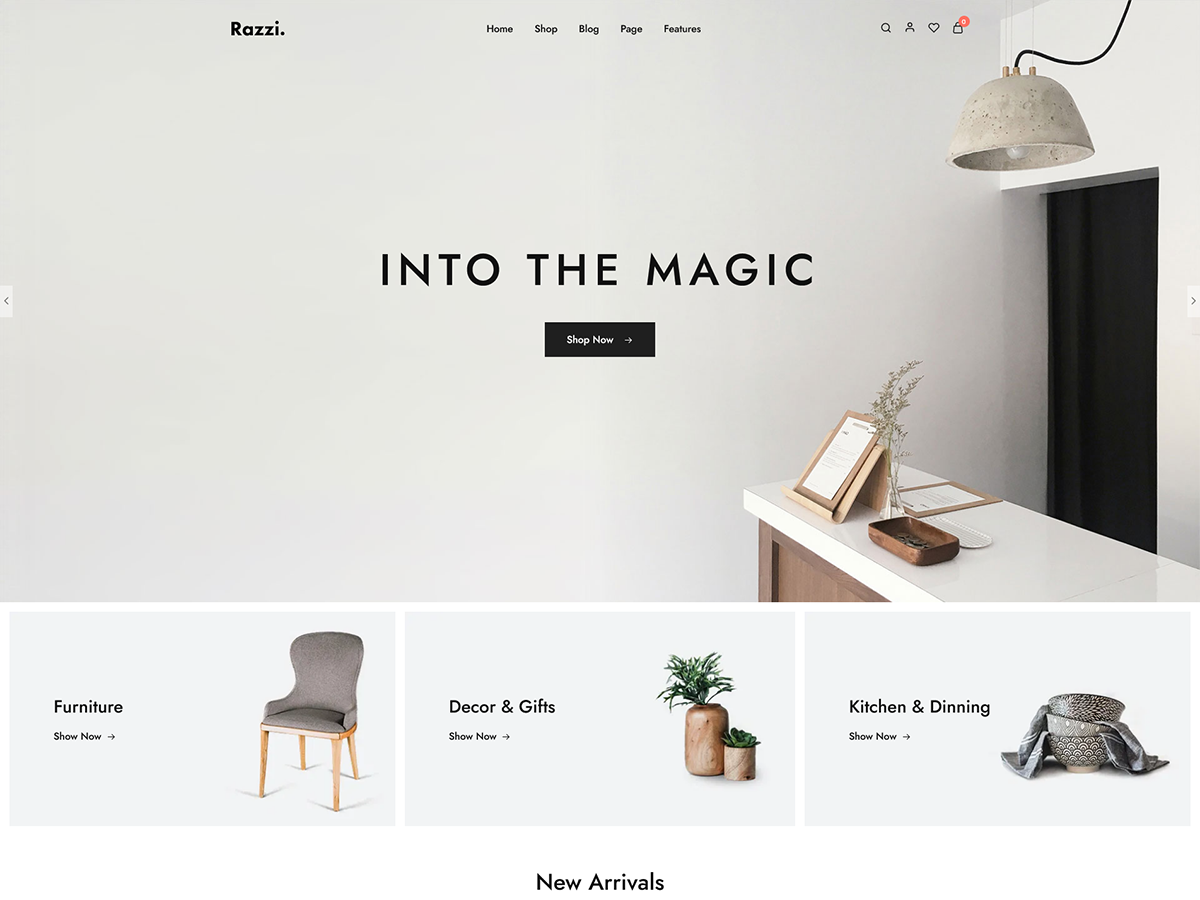 Razzi.
Home Shop Blog Page Features
0
INTO THE MAGIC
Shop Now
Furniture
Show Now
Decor & Gifts
Show Now
Kitchen & Dinning
Show Now
New Arrivals